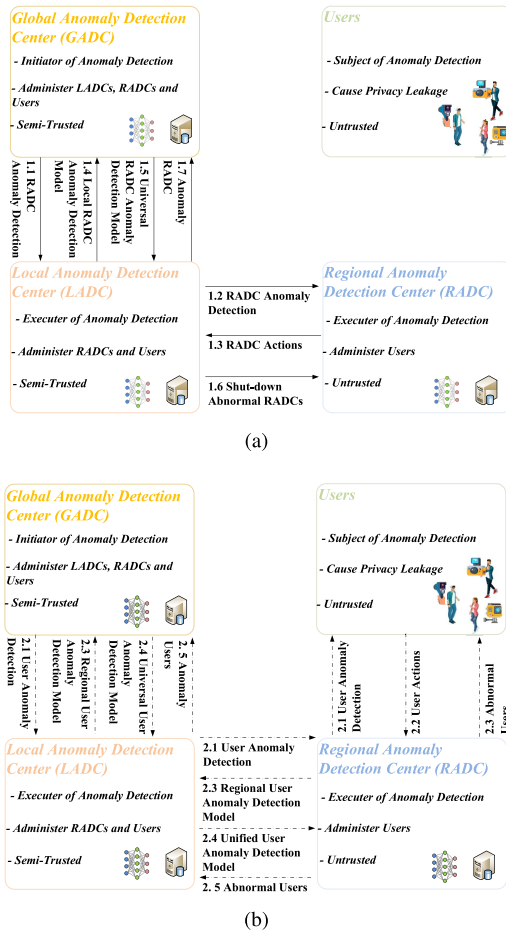 Global Anomaly Detection
Center (GADC)
- Initiator of Anomaly Detection
- Administer LADCs, RADCs and
Users
- Semi-Trusted
Users
- Subject of Anomaly Detection
- Cause Privacy Leakage
- Untrusted
1.1 RADC
Anomaly Detection
1.4 Local RADC
Anomaly Detection
Model
1.5 Universal
RADC Anomaly
Detection Model
1.7 Anomaly
RADC
Local Anomaly Detection
Center (LADC)
- Executer of Anomaly Detection
- Administer RADCs and Users
- Semi-Trusted
1.2 RADC Anomaly
Detection
1.3 RADC Actions
1.6 Shut-down
Abnormal RADCs
Regional Anomaly
Detection Center (RADC)
- Executer of Anomaly Detection
- Administer Users
- Untrusted
(a)
Global Anomaly Detection
Center (GADC)
- Initiator of Anomaly Detection
- Administer LADCs, RADCs and
Users
- Semi-Trusted
Users
- Subject of Anomaly Detection
- Cause Privacy Leakage
- Untrusted
2.1 User Anomaly
Detection
2.3 Regional User
Anomaly
Detection Model
2.4 Universal User
Anomaly
Detection Model
2. 5 Anomaly
Users
2.1 User Anomaly
Detection
2.2 User Actions
2.3 Abnormal
Users
Local Anomaly Detection
Center (LADC)
- Executer of Anomaly Detection
- Administer RADCs and Users
- Semi-Trusted
2.1 User Anomaly
Detection
2.3 Regional User
Anomaly Detection
Model
2.4 Unified User
Anomaly Detection
Model
2. 5 Abnormal Users
Regional Anomaly
Detection Center (RADC)
- Executer of Anomaly Detection
- Administer Users
- Untrusted
(b)